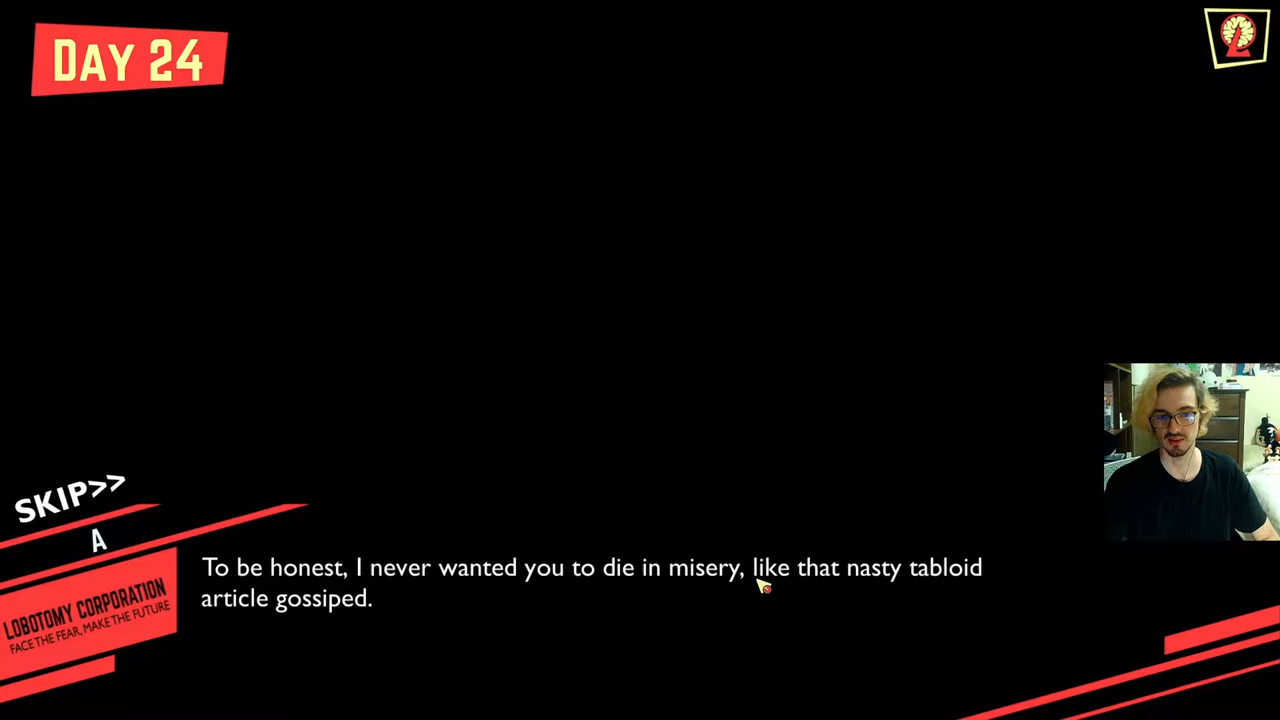 DAY 24
SKIP>>
A
LOBOTOMY CORPORATION
FACE THE FEAR, MAKE THE FUTURE
To be honest, I never wanted you to die in misery, like that nasty tabloid
article gossiped.